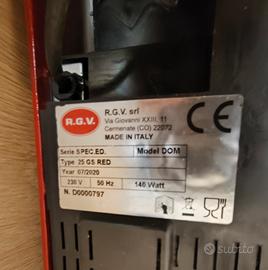 R.G.V.
R.G.V. srl
Via Giovanni XXIII, 11
Cermenate (CO) 22072
MADE IN ITALY
CE
Serie SPEC.ED. Model DOM
Type 25 GS RED
Year 07/2020
230 V 50 Hz 140 Watt
N. D0000797
subito